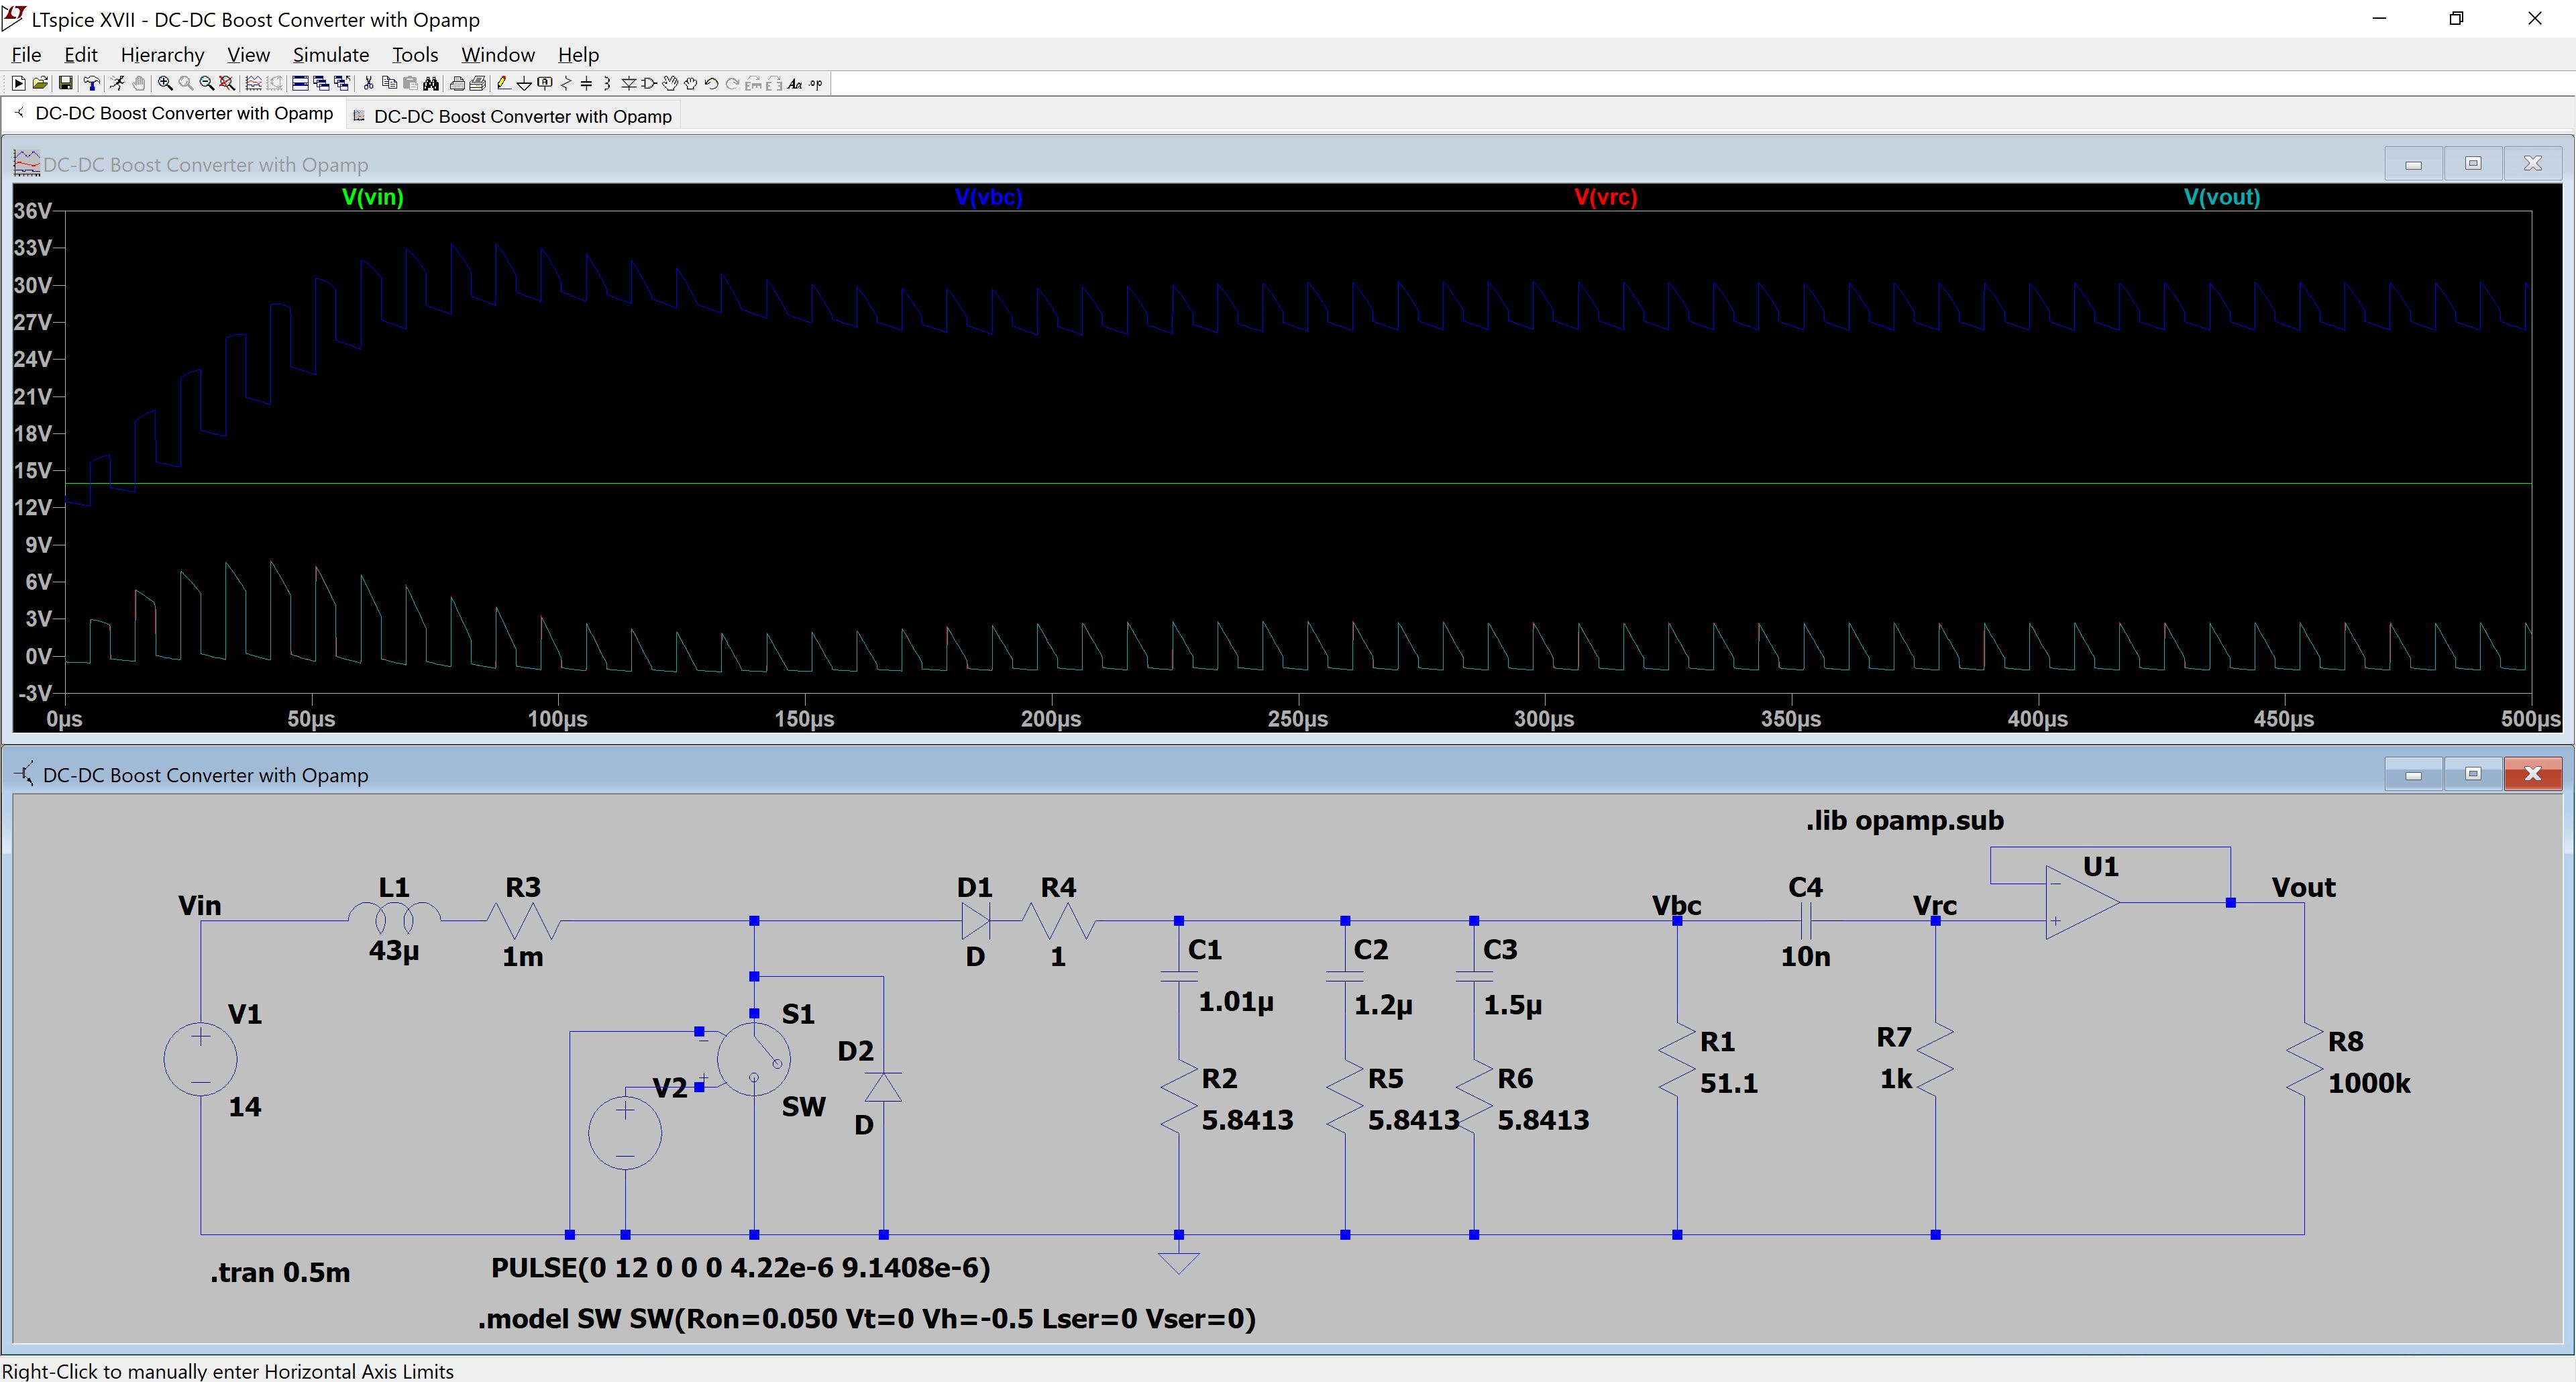 LTspice XVII - DC-DC Boost Converter with Opamp
File Edit Hierarchy View Simulate Tools Window Help
DC-DC Boost Converter with Opamp DC-DC Boost Converter with Opamp
DC-DC Boost Converter with Opamp
V(vin) V(vbc) V(vrc) V(vout)
36V
33V
30V
27V
24V
21V
18V
15V
12V
9V
6V
3V
0V
-3V
0µs 50µs 100µs 150µs 200µs 250µs 300µs 350µs 400µs 450µs 500µs
DC-DC Boost Converter with Opamp
.lib opamp.sub
Vin L1 R3 D1 R4 Vbc C4 Vrc U1 Vout
43µ 1m D 1 10n
C1 C2 C3
1.01µ 1.2µ 1.5µ
V1 S1
14
V2 SW
D2
D
R2 R5 R6
5.8413 5.8413 5.8413
R1
51.1
R7
1k
R8
1000k
.tran 0.5m
PULSE(0 12 0 0 0 4.22e-6 9.1408e-6)
.model SW SW(Ron=0.050 Vt=0 Vh=-0.5 Lser=0 Vser=0)
Right-Click to manually enter Horizontal Axis Limits